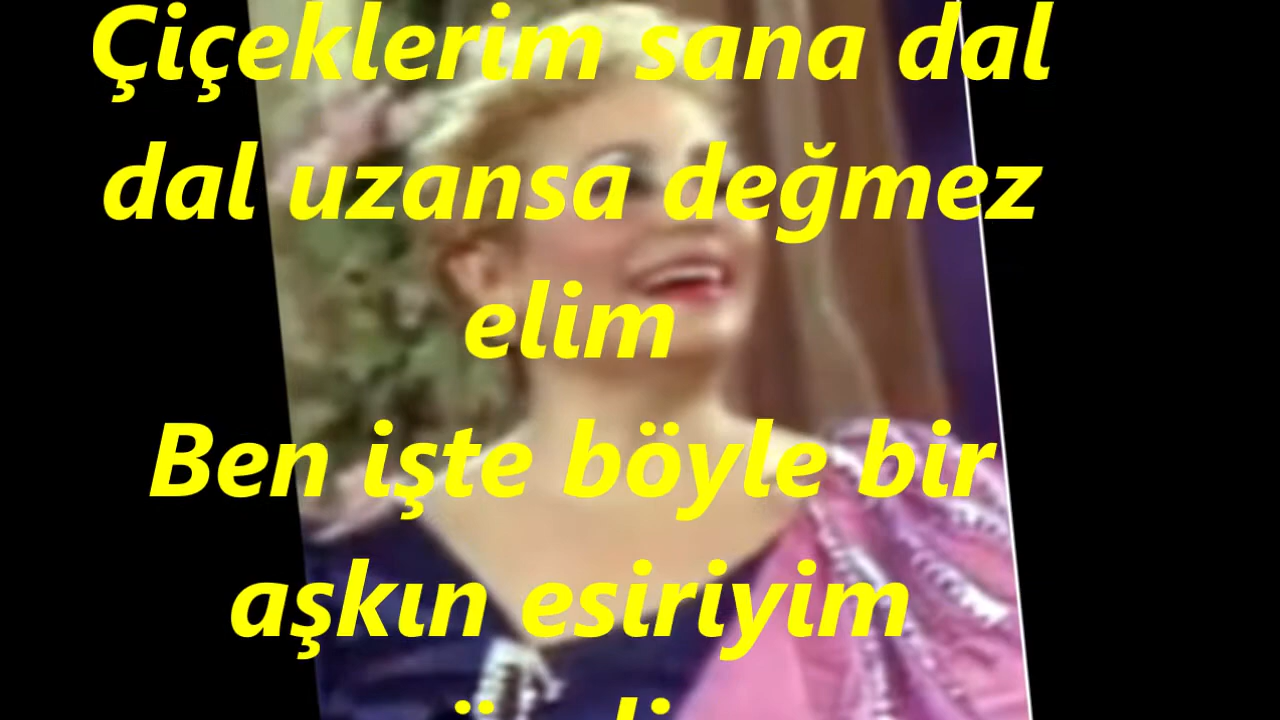 Çiçeklerim sana dal
dal uzansa değmez
elim
Ben işte böyle bir
aşkın esiriyim